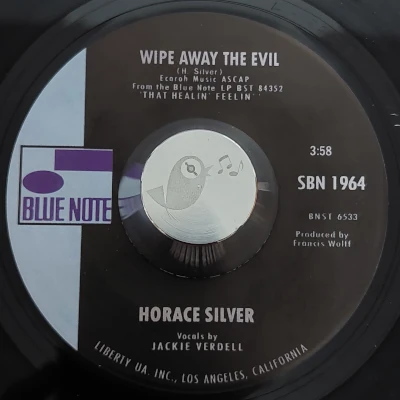 WIPE AWAY THE EVIL
(H. Silver)
Ecaroh Music ASCAP
From the Blue Note LP BST 84352
"THAT HEALIN' FEELIN'"
3:58
SBN 1964
BNST 6533
Produced by
Francis Wolff
BLUE NOTE
HORACE SILVER
Vocals by
JACKIE VERDELL
LIBERTY UA, INC., LOS ANGELES, CALIFORNIA